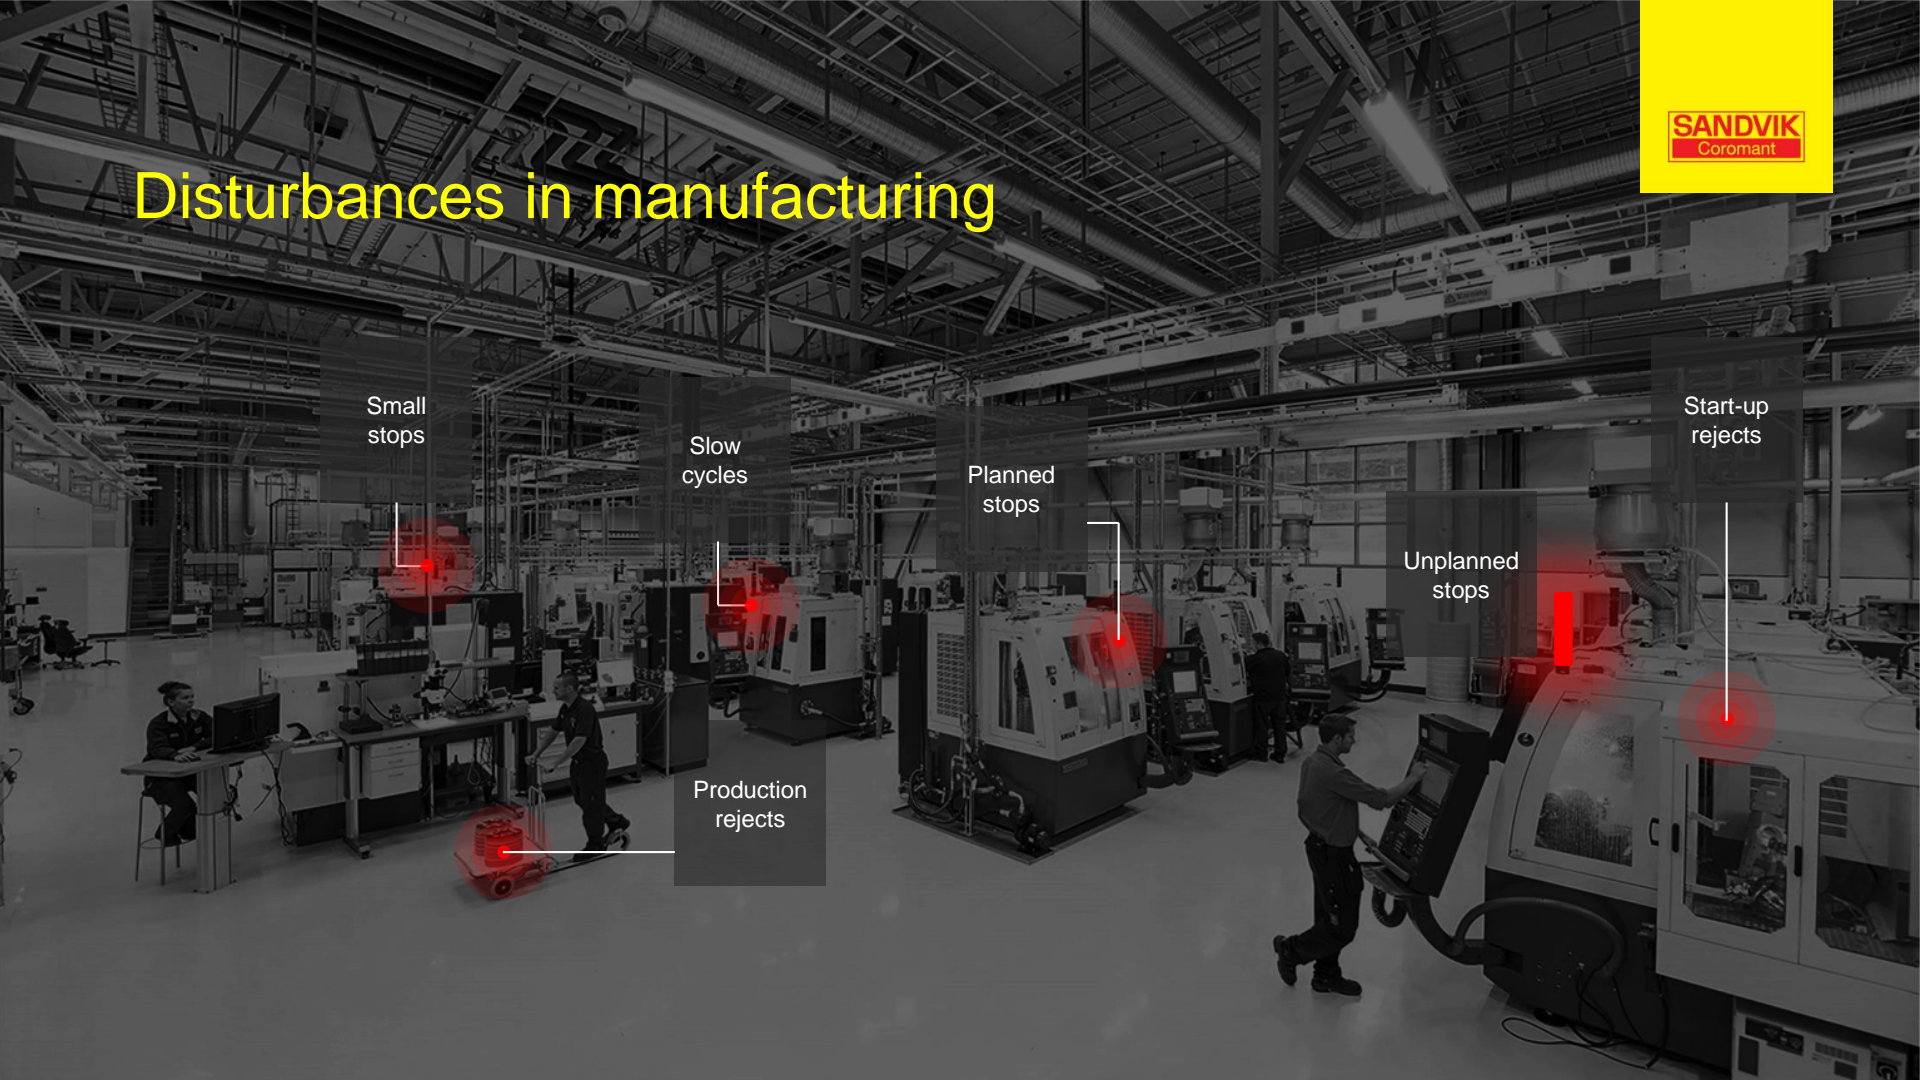 SANDVIK
Coromant
Disturbances in manufacturing
Small
stops
Slow
cycles
Planned
stops
Unplanned
stops
Start-up
rejects
Production
rejects